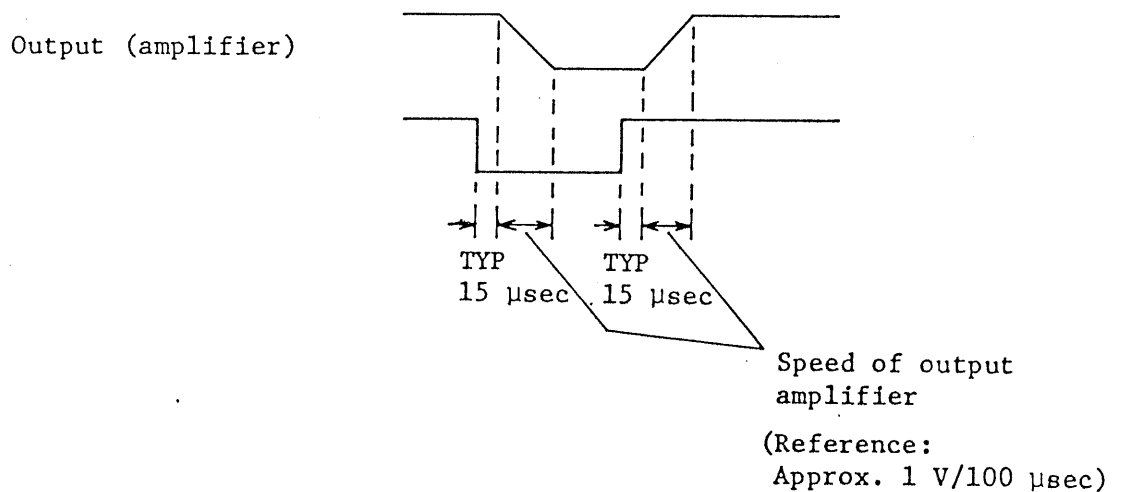 Output (amplifier)
TYP
15 μsec
TYP
15 μsec
Speed of output
amplifier
(Reference:
Approx. 1 V/100 μsec)